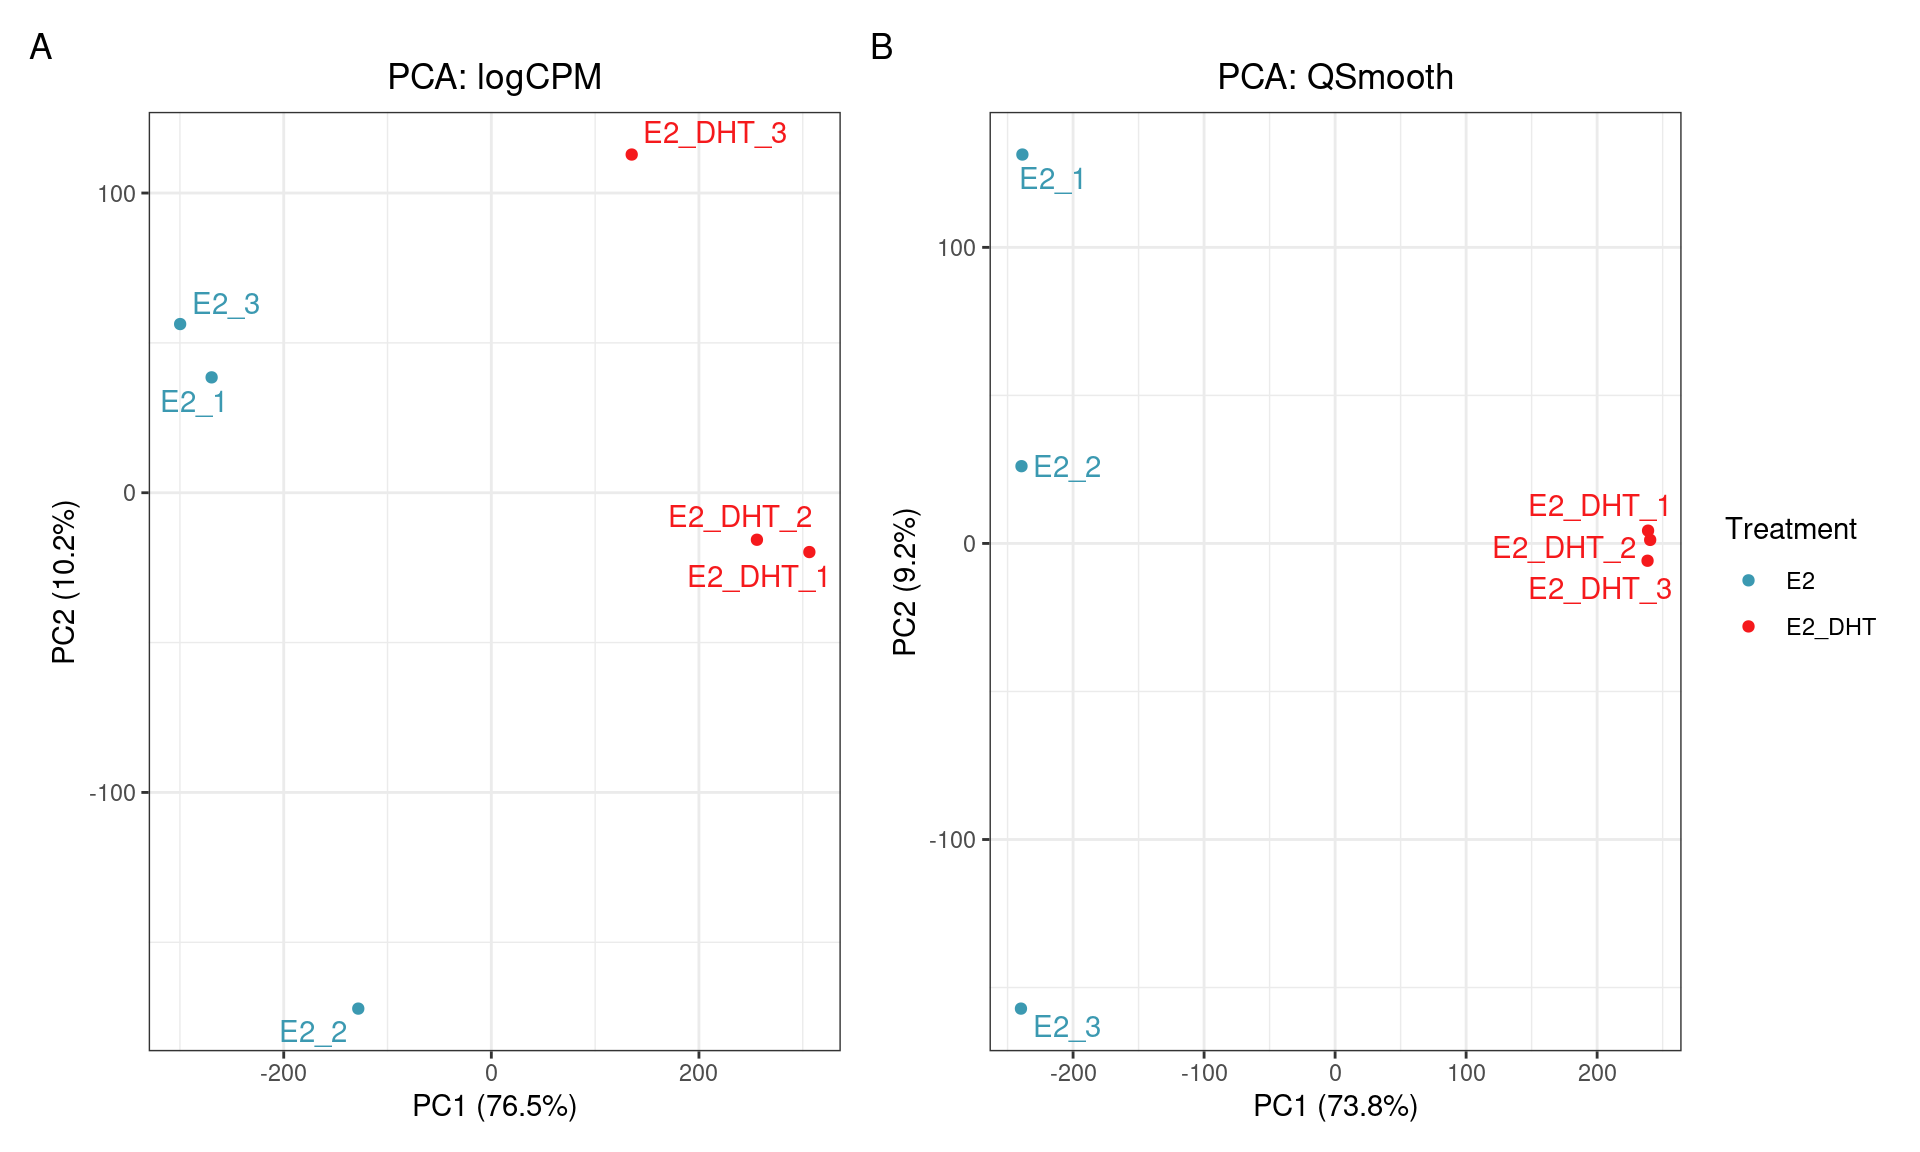 A
PCA: logCPM
E2_DHT_3
100
E2_3
E2_1
0
E2_DHT_2
E2_DHT_1
-100
E2_2
-200
0
200
PC1 (76.5%)
PC2 (10.2%)
B
PCA: QSmooth
E2_1
100
E2_2
E2_DHT_1
0
E2_DHT_2
E2_DHT_3
-100
E2_3
-200
-100
0
100
200
PC1 (73.8%)
PC2 (9.2%)
Treatment
E2
E2_DHT